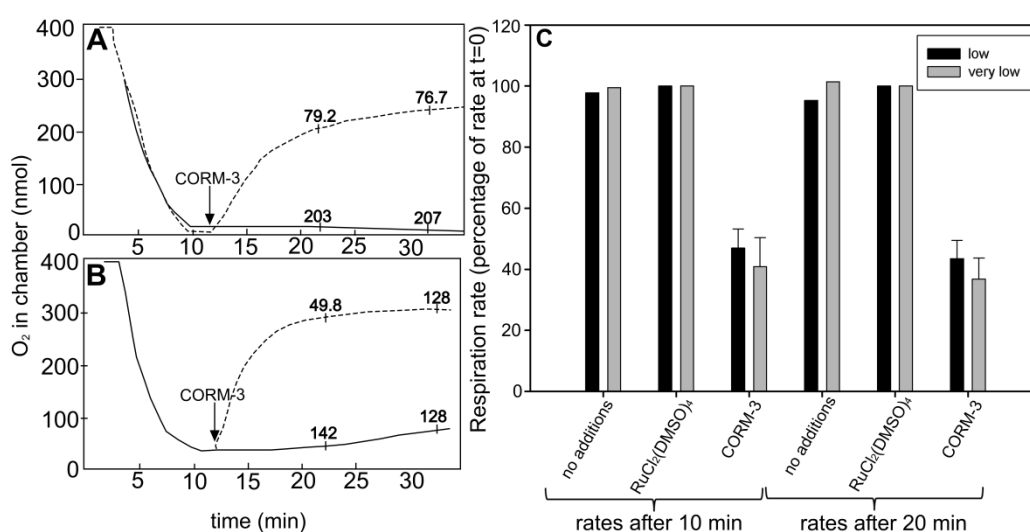 A
400
300
200
100
0
CORM-3
79.2
76.7
203
207
5
10
15
20
25
30
B
400
300
200
100
0
CORM-3
49.8
128
142
128
5
10
15
20
25
30
O₂ in chamber (nmol)
time (min)
C
Respiration rate (percentage of rate at t=0)
120
100
80
60
40
20
0
low
very low
no additions
RuCl₂(DMSO)₄
CORM-3
no additions
RuCl₂(DMSO)₄
CORM-3
rates after 10 min
rates after 20 min